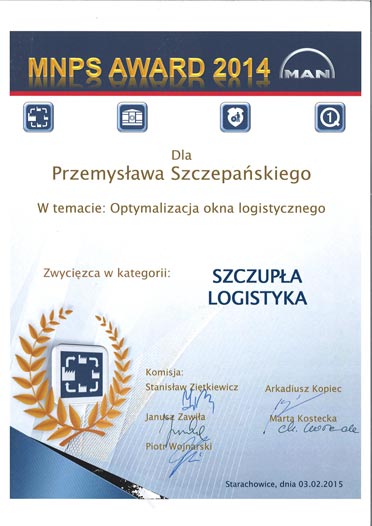 MNPS AWARD 2014
MAN
1
Dla
Przemysława Szczepańskiego
W temacie: Optymalizacja okna logistycznego
Zwycięzca w kategorii:
SZCZUPŁA
LOGISTYKA
Komisja:
Stanisław Ziętkiewicz
Arkadiusz Kopiec
Janusz Zawiła
Marta Kostecka
Piotr Wojnarski
Starachowice, dnia 03.02.2015